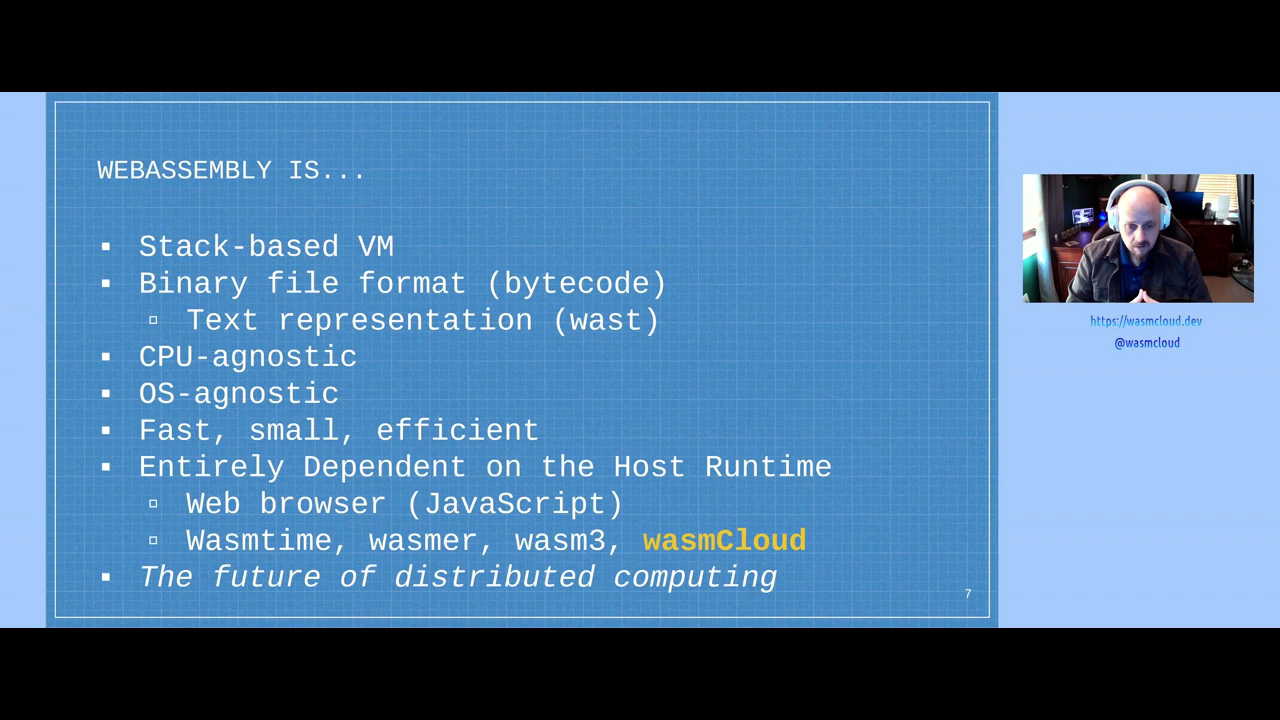 WEBASSEMBLY IS...
▪ Stack-based VM
▪ Binary file format (bytecode)
▫ Text representation (wast)
▪ CPU-agnostic
▪ OS-agnostic
▪ Fast, small, efficient
▪ Entirely Dependent on the Host Runtime
▫ Web browser (JavaScript)
▫ Wasmtime, wasmer, wasm3, wasmCloud
▪ The future of distributed computing
7
https://wasmcloud.dev
@wasmcloud